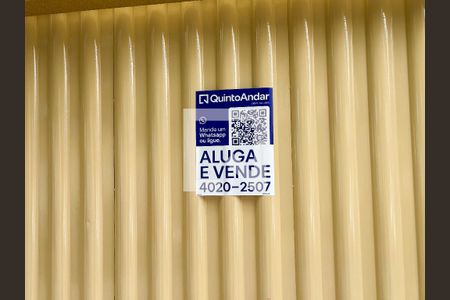 QuintoAndar
Mande um
Whatsapp
ou ligue.
ALUGA
E VENDE
4020-2507